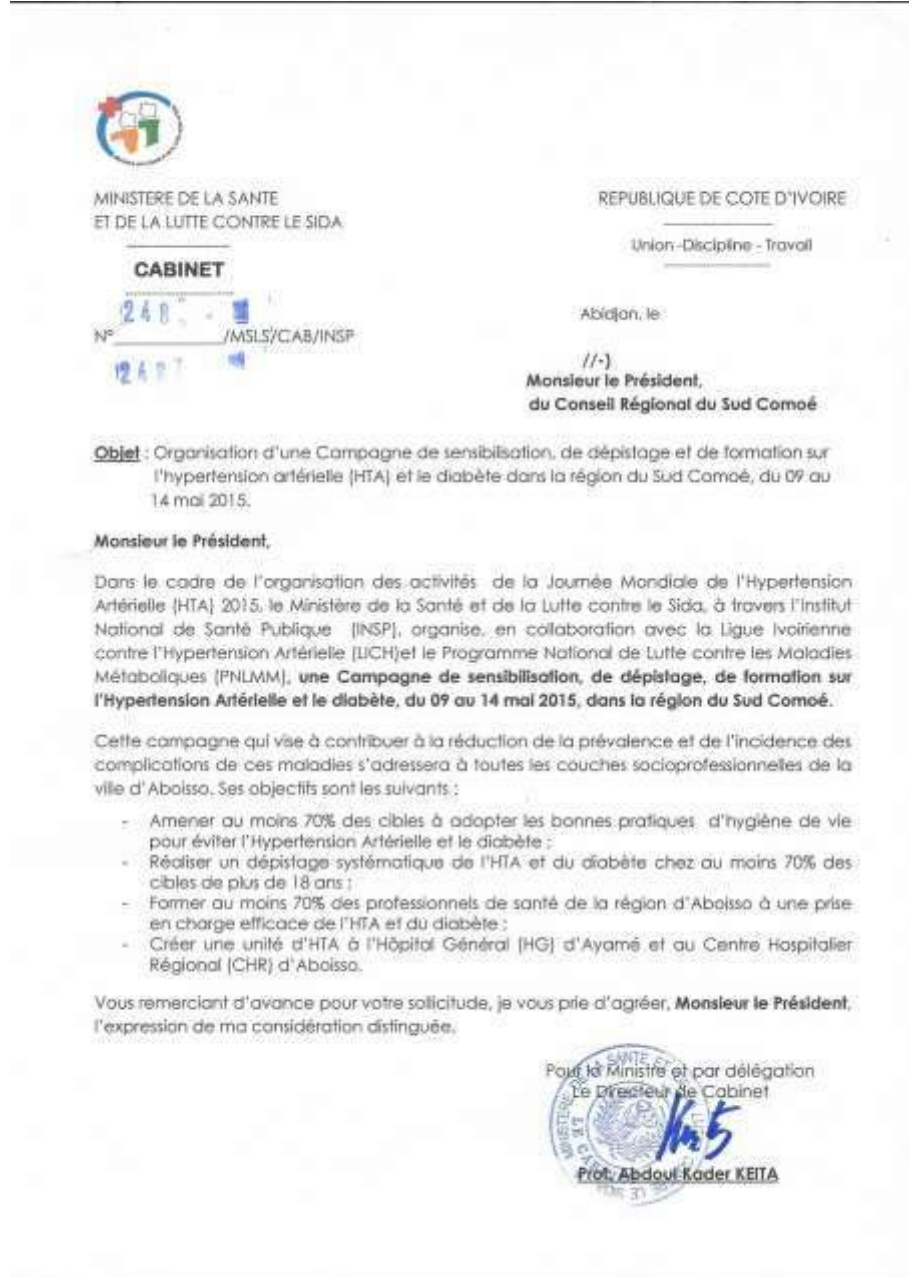 MINISTERE DE LA SANTE
ET DE LA LUTTE CONTRE LE SIDA
REPUBLIQUE DE COTE D'IVOIRE
Union-Discipline - Travail
CABINET
N° /MSLS/CAB/INSP
Abidjan, le
//-)
Monsieur le Président,
du Conseil Régional du Sud Comoé
Objet : Organisation d'une Campagne de sensibilisation, de dépistage et de formation sur
l'hypertension artérielle (HTA) et le diabète dans la région du Sud Comoé, du 09 au
14 mai 2015.
Monsieur le Président,
Dans le cadre de l'organisation des activités de la Journée Mondiale de l'Hypertension
Artérielle (HTA) 2015, le Ministère de la Santé et de la Lutte contre le Sida, à travers l'Institut
National de Santé Publique (INSP), organise, en collaboration avec la Ligue Ivoirienne
contre l'Hypertension Artérielle (LICH)et le Programme National de Lutte contre les Maladies
Métaboliques (PNLMM), une Campagne de sensibilisation, de dépistage, de formation sur
l'Hypertension Artérielle et le diabète, du 09 au 14 mai 2015, dans la région du Sud Comoé.
Cette campagne qui vise à contribuer à la réduction de la prévalence et de l'incidence des
complications de ces maladies s'adressera à toutes les couches socioprofessionnelles de la
ville d'Aboisso. Ses objectifs sont les suivants :
- Amener au moins 70% des cibles à adopter les bonnes pratiques d'hygiène de vie
pour éviter l'Hypertension Artérielle et le diabète ;
- Réaliser un dépistage systématique de l'HTA et du diabète chez au moins 70% des
cibles de plus de 18 ans ;
- Former au moins 70% des professionnels de santé de la région d'Aboisso à une prise
en charge efficace de l'HTA et du diabète ;
- Créer une unité d'HTA à l'Hôpital Général (HG) d'Ayamé et au Centre Hospitalier
Régional (CHR) d'Aboisso.
Vous remerciant d'avance pour votre sollicitude, je vous prie d'agréer, Monsieur le Président,
l'expression de ma considération distinguée.
Pour la Ministre et par délégation
Le Directeur de Cabinet
Prof. Abdoul Kader KEITA